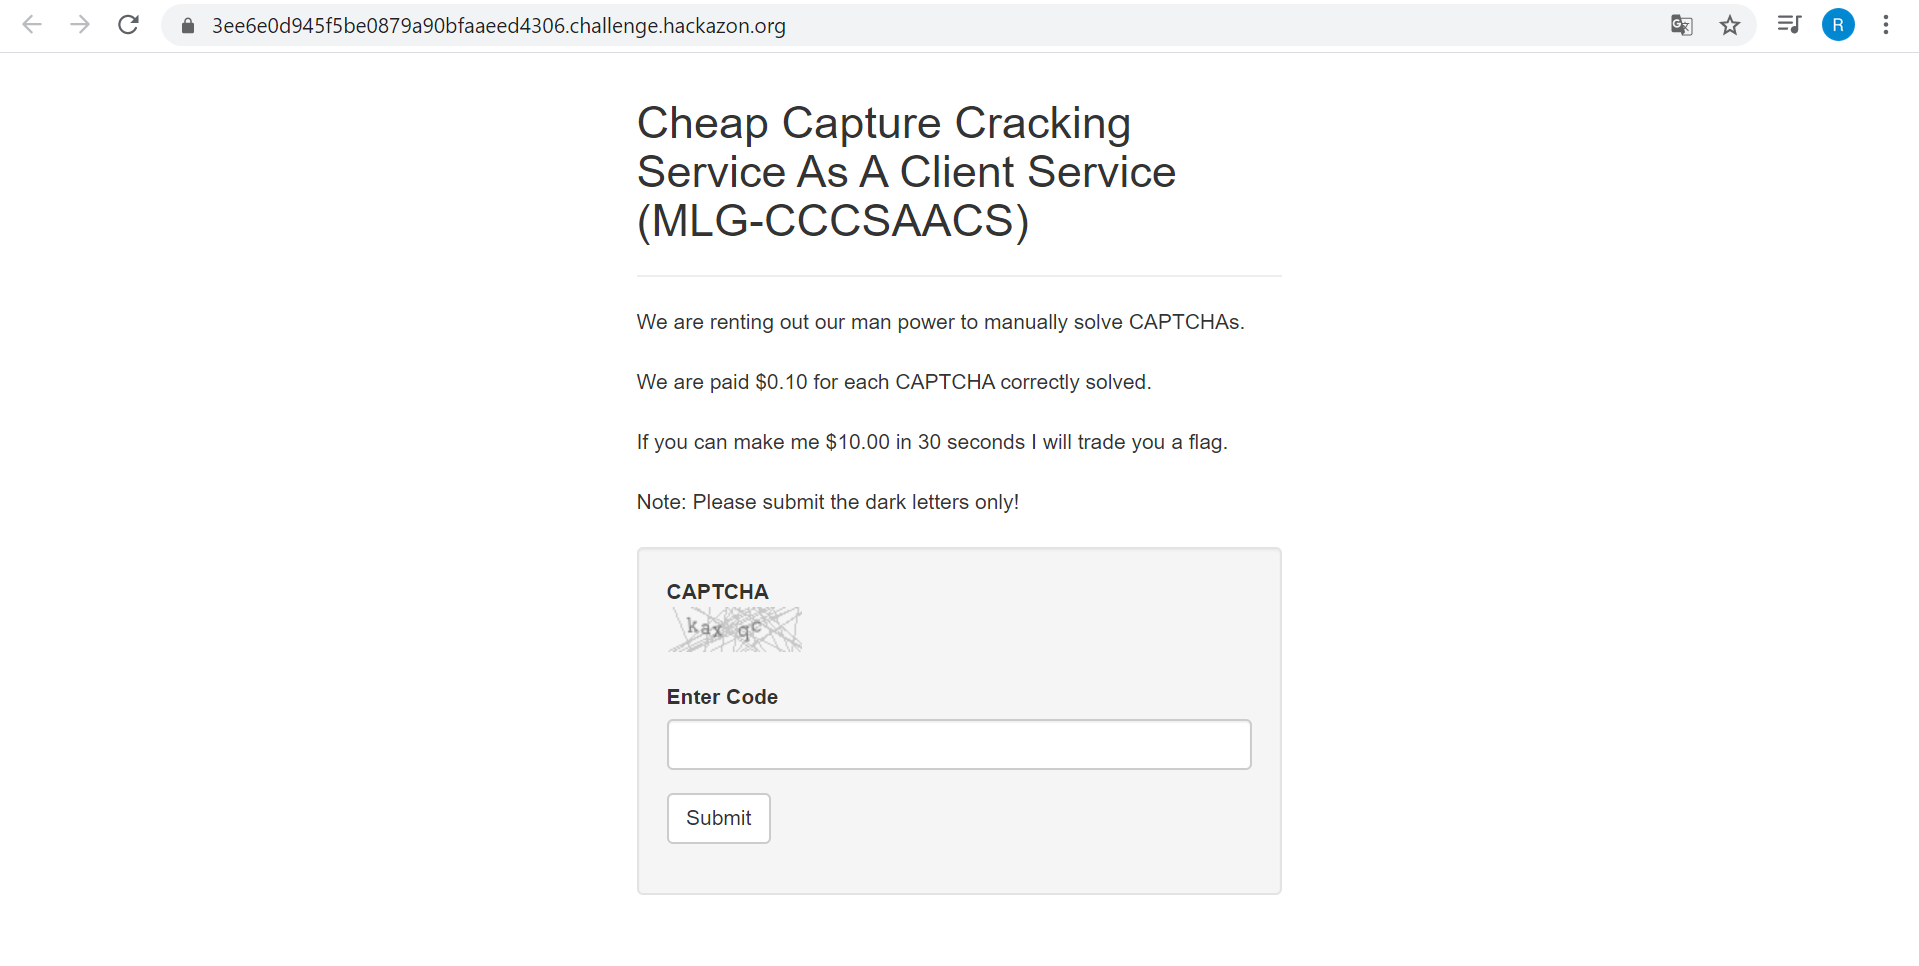 3ee6e0d945f5be0879a90bfaaeed4306.challenge.hackazon.org
R
Cheap Capture Cracking
Service As A Client Service
(MLG-CCCSAACS)
We are renting out our man power to manually solve CAPTCHAs.
We are paid $0.10 for each CAPTCHA correctly solved.
If you can make me $10.00 in 30 seconds I will trade you a flag.
Note: Please submit the dark letters only!
CAPTCHA
kax qc
Enter Code
Submit